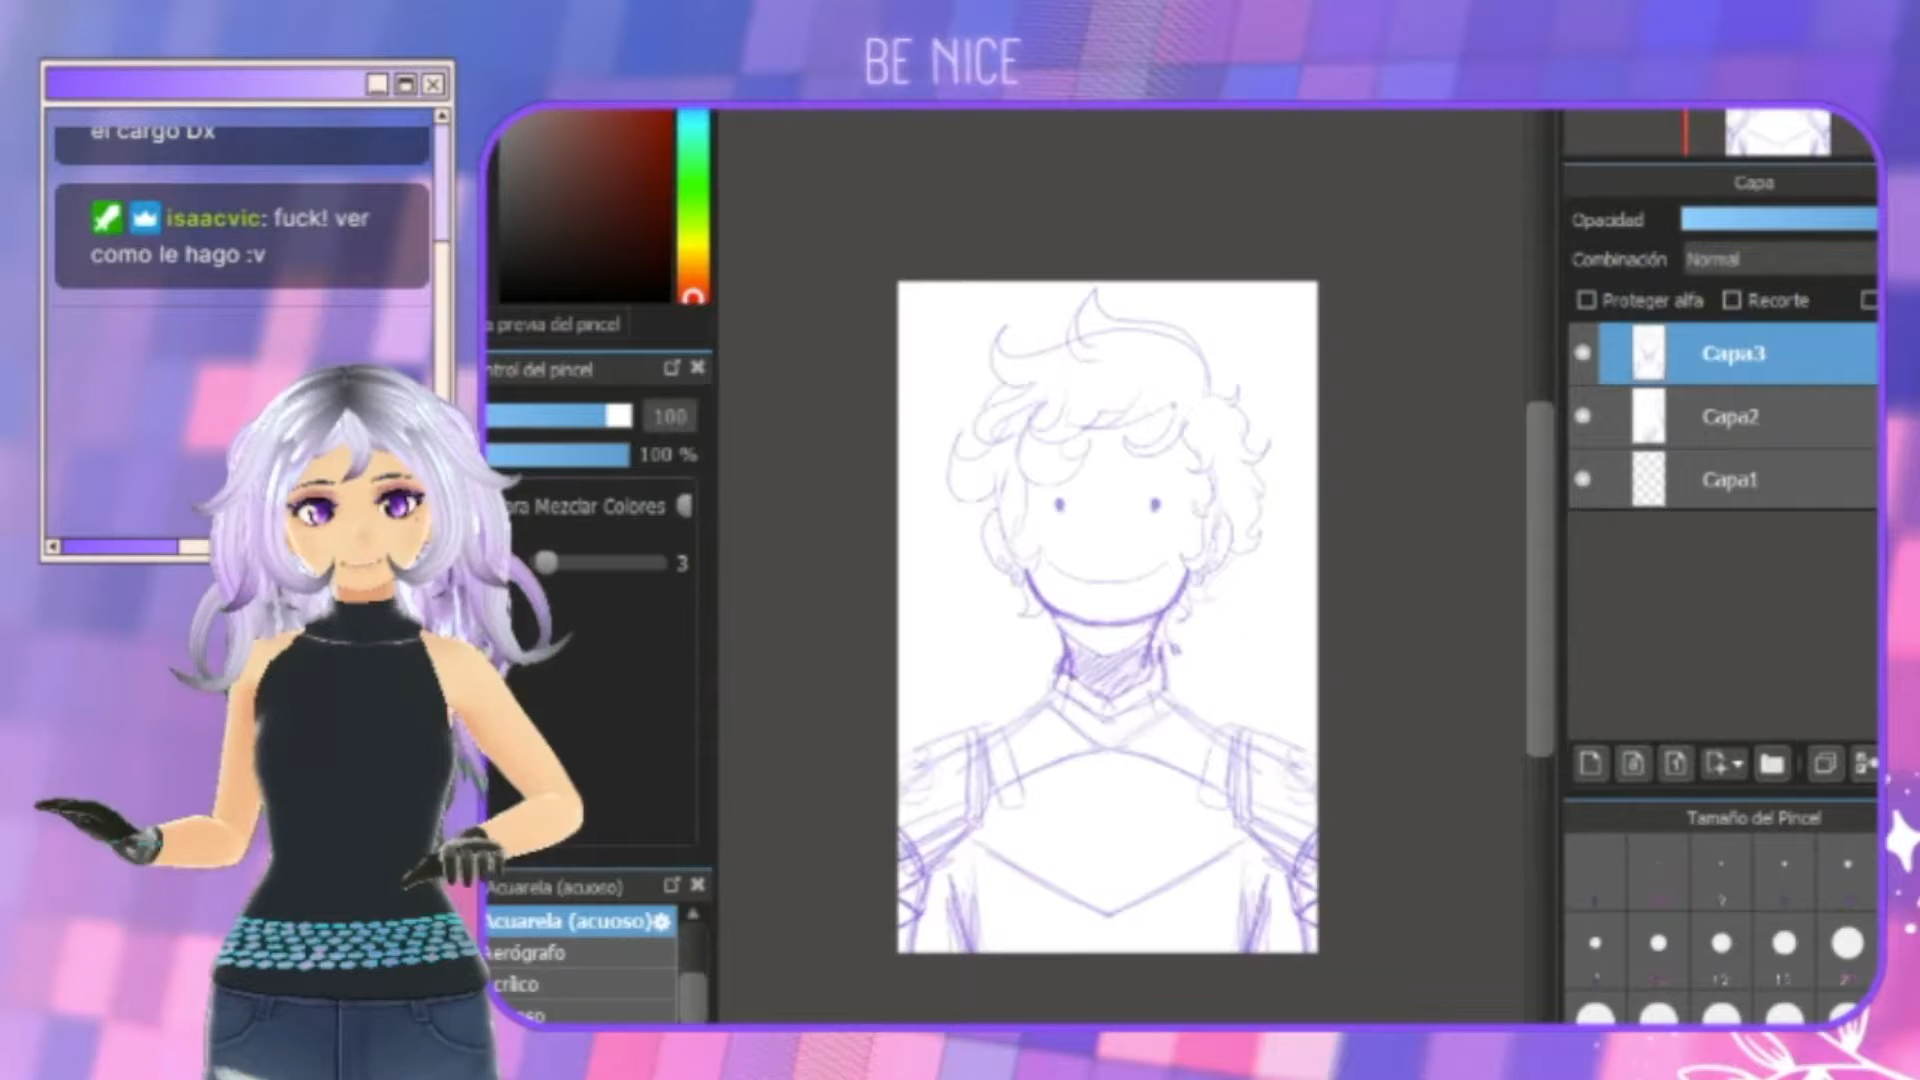 BE NICE
el cargo Dx
isaacvic: fuck! ver
como le hago :v
a previa del pincel
ntrol del pincel
100
100 %
ora Mezclar Colores
3
Acuarela (acuoso)
Acuarela (acuoso)
Aerógrafo
crílico
Capa
Opacidad
Combinación Normal
Proteger alfa Recorte
Capa3
Capa2
Capa1
Tamaño del Pincel
12